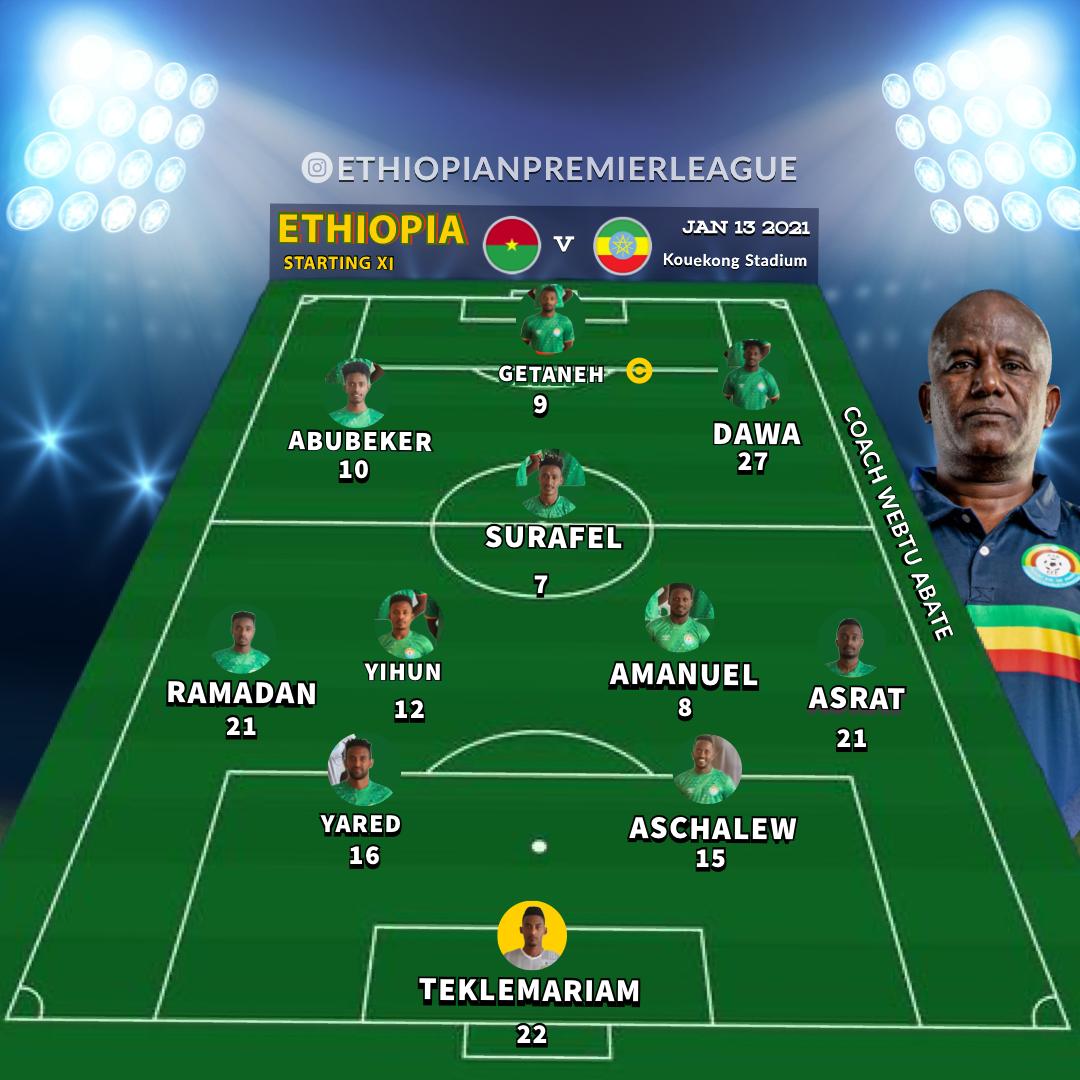 ETHIOPIANPREMIERLEAGUE
ETHIOPIA
STARTING XI
V
JAN 13 2021
Kouekong Stadium
GETANEH
9
ABUBEKER
10
DAWA
27
SURAFEL
7
COACH WEBTU ABATE
YIHUN
12
AMANUEL
8
RAMADAN
21
ASRAT
21
YARED
16
ASCHALEW
15
TEKLEMARIAM
22